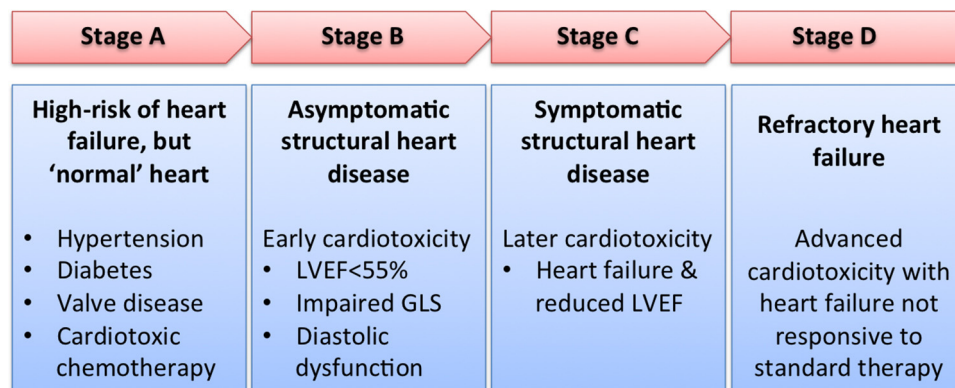 Stage A
Stage B
Stage C
Stage D
High-risk of heart
failure, but
‘normal’ heart
• Hypertension
• Diabetes
• Valve disease
• Cardiotoxic
chemotherapy
Asymptomatic
structural heart
disease
Early cardiotoxicity
• LVEF<55%
• Impaired GLS
• Diastolic
dysfunction
Symptomatic
structural heart
disease
Later cardiotoxicity
• Heart failure &
reduced LVEF
Refractory heart
failure
Advanced
cardiotoxicity with
heart failure not
responsive to
standard therapy